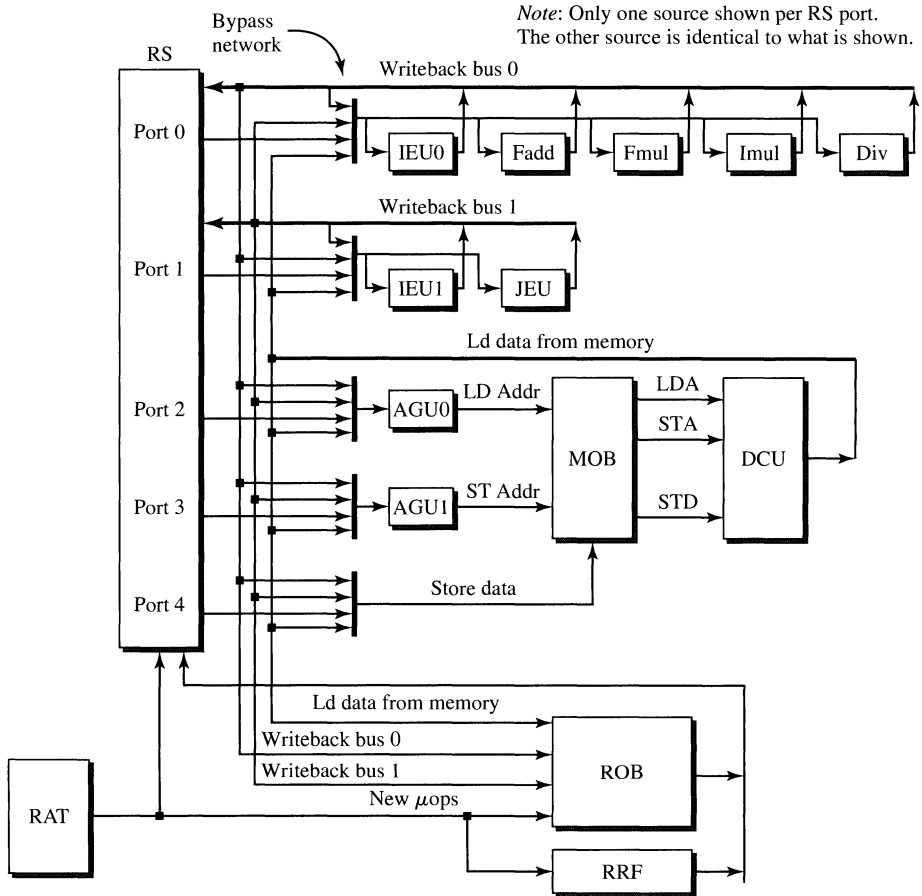 Note: Only one source shown per RS port.
The other source is identical to what is shown.
Bypass
network
RS
Writeback bus 0
Port 0
IEU0
Fadd
Fmul
Imul
Div
Writeback bus 1
Port 1
IEU1
JEU
Ld data from memory
Port 2
AGU0
LD Addr
MOB
LDA
STA
DCU
Port 3
AGU1
ST Addr
STD
Port 4
Store data
Ld data from memory
Writeback bus 0
Writeback bus 1
ROB
RAT
New μops
RRF